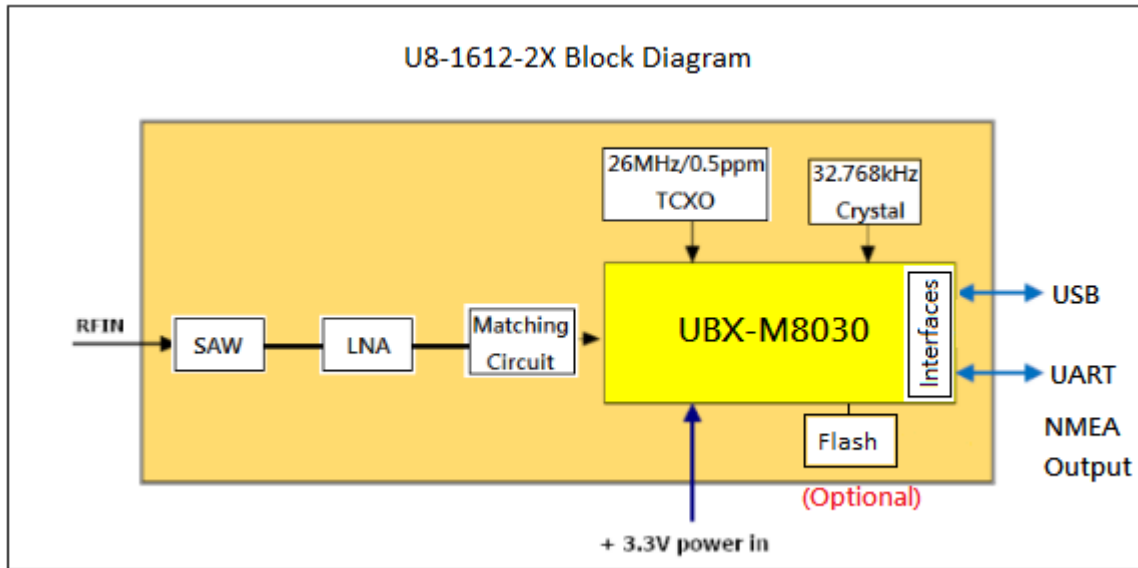 U8-1612-2X Block Diagram
26MHz/0.5ppm
TCXO
32.768kHz
Crystal
RFIN
SAW
LNA
Matching
Circuit
UBX-M8030
Interfaces
USB
UART
NMEA
Output
Flash
(Optional)
+ 3.3V power in